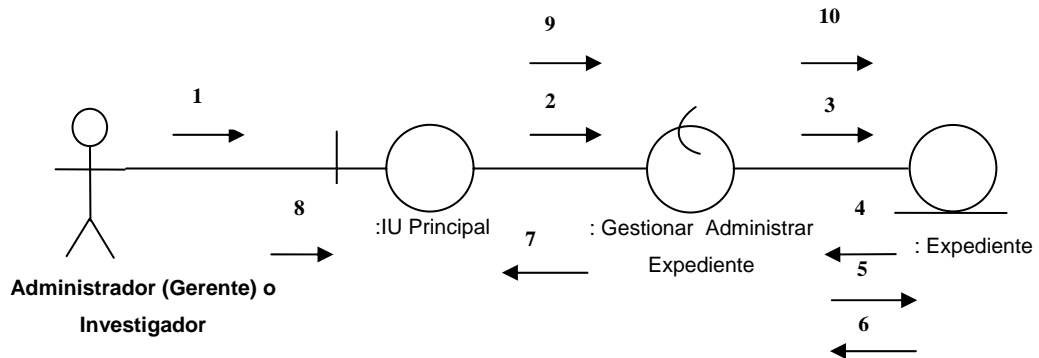 9
10
1
2
3
8
4
:IU Principal
7
: Gestionar Administrar
Expediente
: Expediente
5
Administrador (Gerente) o
Investigador
6